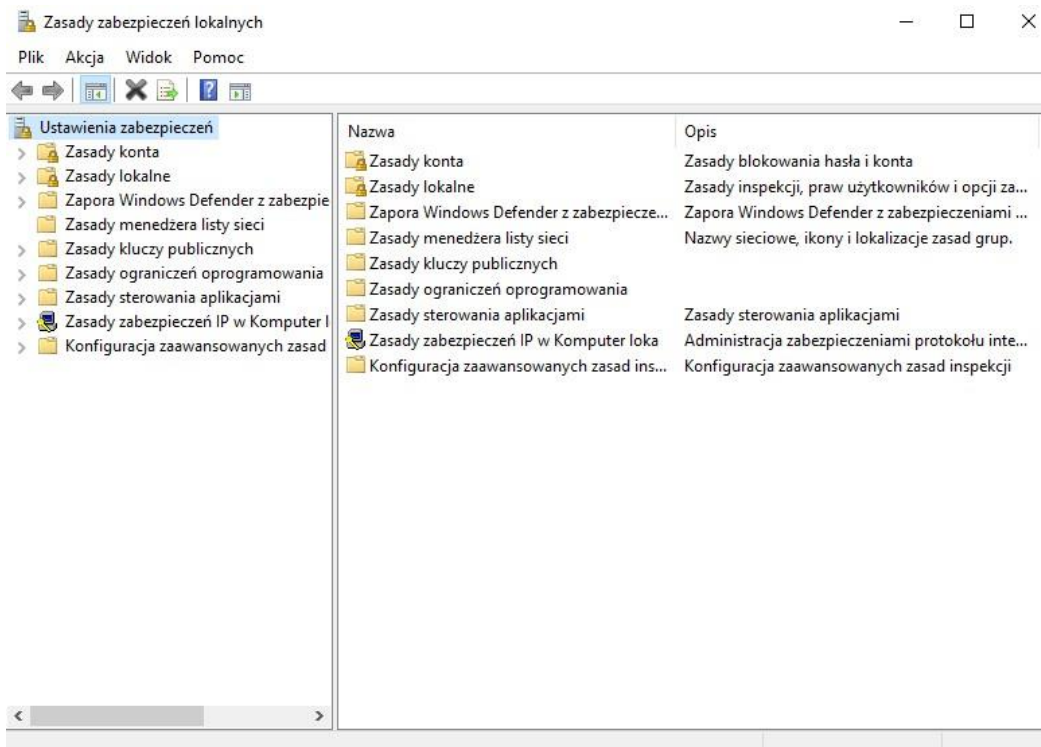 Zasady zabezpieczeń lokalnych
Plik Akcja Widok Pomoc
Ustawienia zabezpieczeń
Zasady konta
Zasady lokalne
Zapora Windows Defender z zabezpie
Zasady menedżera listy sieci
Zasady kluczy publicznych
Zasady ograniczeń oprogramowania
Zasady sterowania aplikacjami
Zasady zabezpieczeń IP w Komputer l
Konfiguracja zaawansowanych zasad
Nazwa Opis
Zasady konta Zasady blokowania hasła i konta
Zasady lokalne Zasady inspekcji, praw użytkowników i opcji za...
Zapora Windows Defender z zabezpiecze... Zapora Windows Defender z zabezpieczeniami ...
Zasady menedżera listy sieci Nazwy sieciowe, ikony i lokalizacje zasad grup.
Zasady kluczy publicznych
Zasady ograniczeń oprogramowania
Zasady sterowania aplikacjami Zasady sterowania aplikacjami
Zasady zabezpieczeń IP w Komputer loka Administracja zabezpieczeniami protokołu inte...
Konfiguracja zaawansowanych zasad ins... Konfiguracja zaawansowanych zasad inspekcji